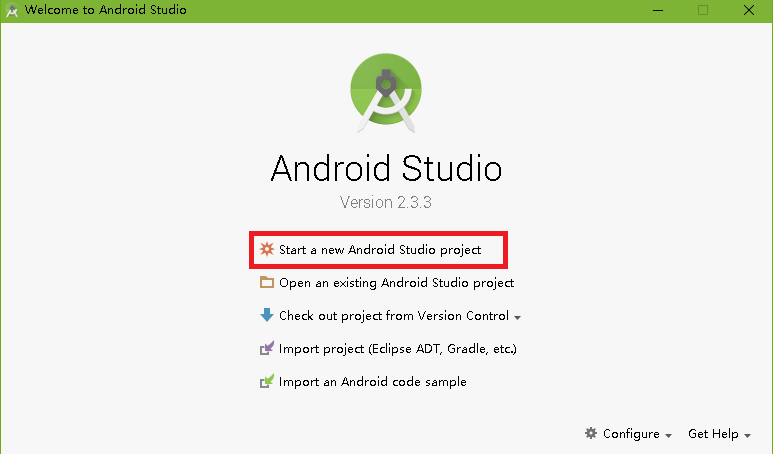 Welcome to Android Studio
Android Studio
Version 2.3.3
Start a new Android Studio project
Open an existing Android Studio project
Check out project from Version Control
Import project (Eclipse ADT, Gradle, etc.)
Import an Android code sample
Configure Get Help